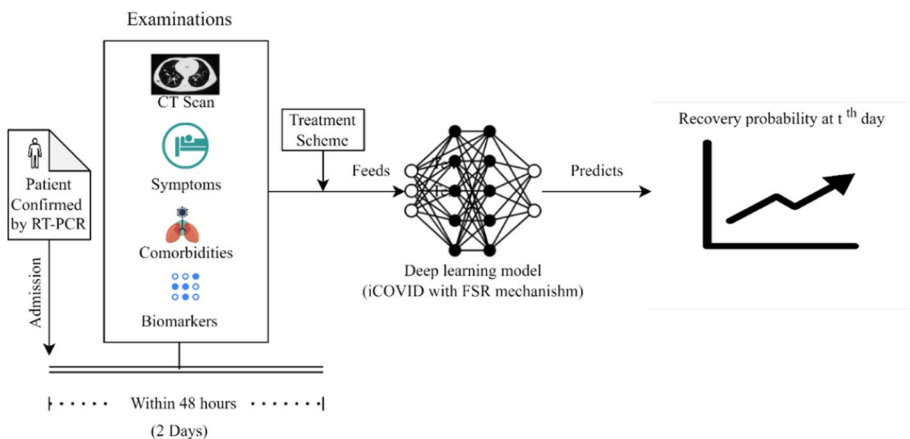 Examinations
CT Scan
Symptoms
Comorbidities
Biomarkers
Patient
Confirmed
by RT-PCR
Admission
Within 48 hours
(2 Days)
Treatment
Scheme
Feeds
Deep learning model
(iCOVID with FSR mechanishm)
Predicts
Recovery probability at t th day